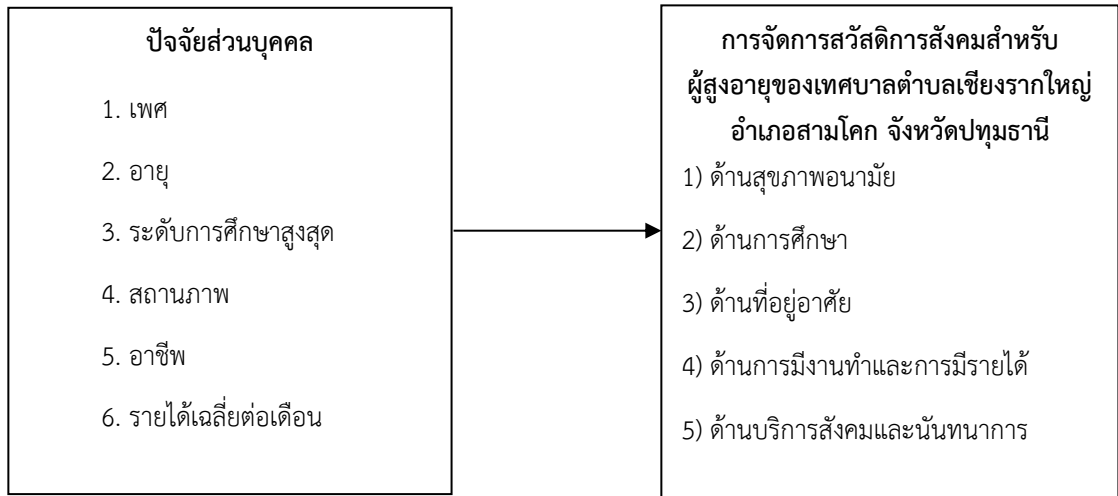 ปัจจัยส่วนบุคคล
1. เพศ
2. อายุ
3. ระดับการศึกษาสูงสุด
4. สถานภาพ
5. อาชีพ
6. รายได้เฉลี่ยต่อเดือน
การจัดการสวัสดิการสังคมสำหรับ
ผู้สูงอายุของเทศบาลตำบลเชียงรากใหญ่
อำเภอสามโคก จังหวัดปทุมธานี
1) ด้านสุขภาพอนามัย
2) ด้านการศึกษา
3) ด้านที่อยู่อาศัย
4) ด้านการมีงานทำและการมีรายได้
5) ด้านบริการสังคมและนันทนาการ